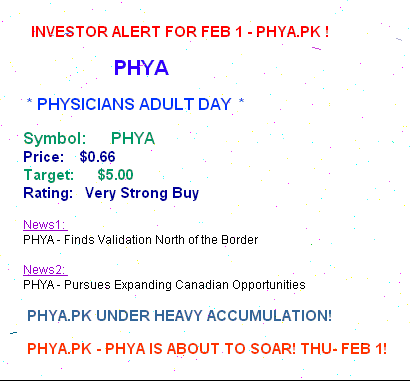 INVESTOR ALERT FOR FEB 1 - PHYA.PK !
PHYA
* PHYSICIANS ADULT DAY *
Symbol: PHYA
Price: $0.66
Target: $5.00
Rating: Very Strong Buy
News1:
PHYA - Finds Validation North of the Border
News2:
PHYA - Pursues Expanding Canadian Opportunities
PHYA.PK UNDER HEAVY ACCUMULATION!
PHYA.PK - PHYA IS ABOUT TO SOAR! THU- FEB 1!